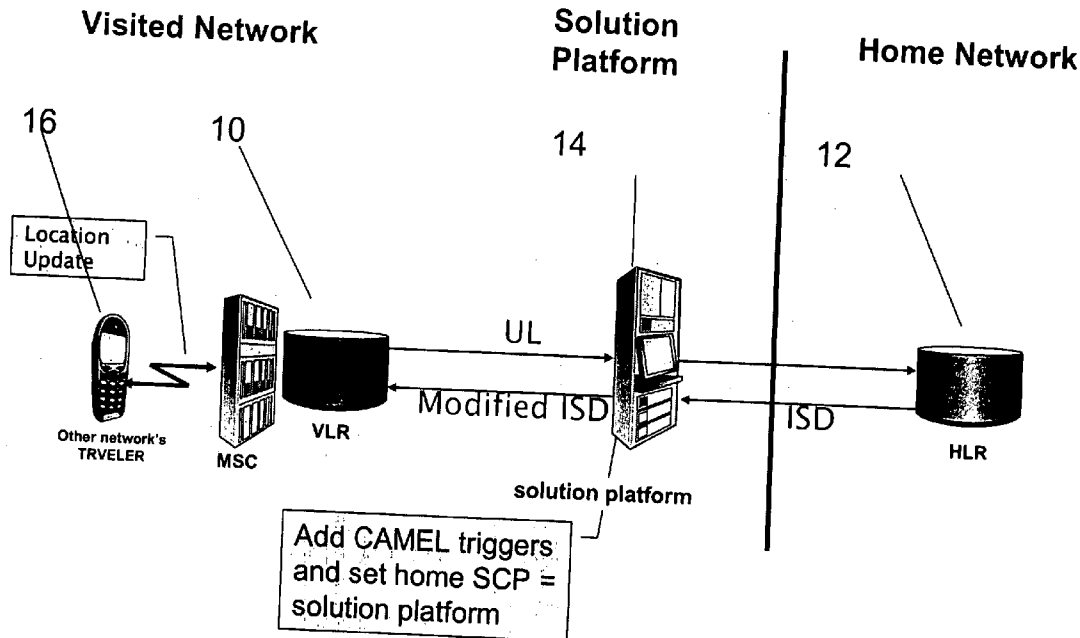 Visited Network
Solution
Platform
Home Network
16
10
14
12
Location
Update
UL
Modified ISD
ISD
Other network's
TRVELER
MSC
VLR
HLR
solution platform
Add CAMEL triggers
and set home SCP =
solution platform